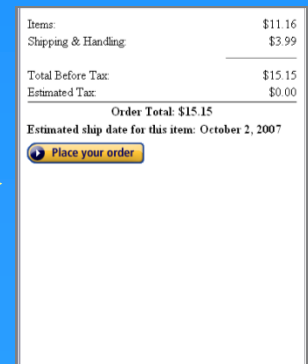 Items: $11.16
Shipping & Handling: $3.99
Total Before Tax: $15.15
Estimated Tax: $0.00
Order Total: $15.15
Estimated ship date for this item: October 2, 2007
Place your order